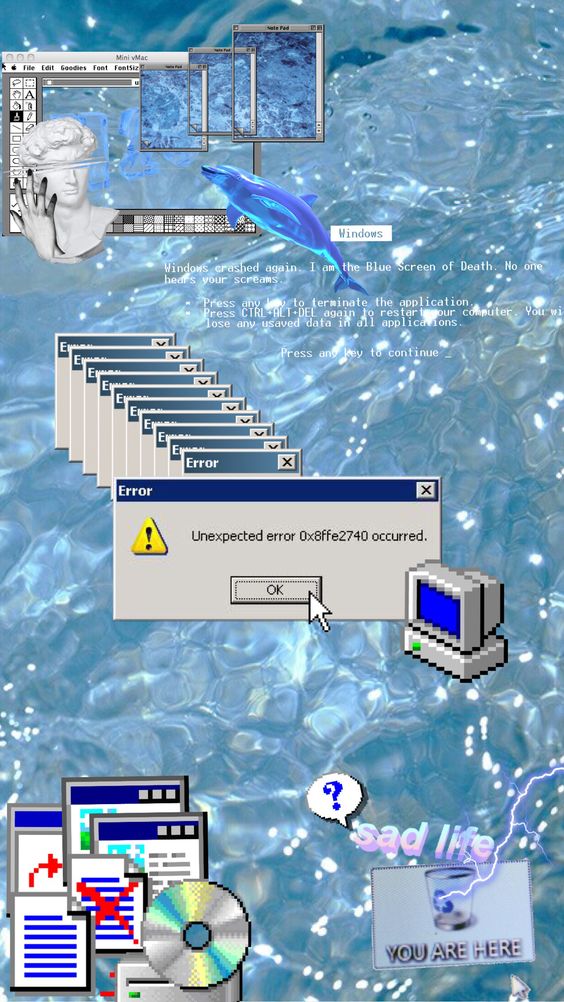 Note Pad
Note Pad
Mini vMac
Note Pad
File Edit Goodies Font FontSiz
A
Windows
Windows crashed again. I am the Blue Screen of Death. No one
hears your screams.
* Press any key to terminate the application.
* Press CTRL+ALT+DEL again to restart your computer. You wi
lose any usaved data in all applications.
Press any key to continue _
Error
Error
Unexpected error 0x8ffe2740 occurred.
OK
?
sad life
YOU ARE HERE